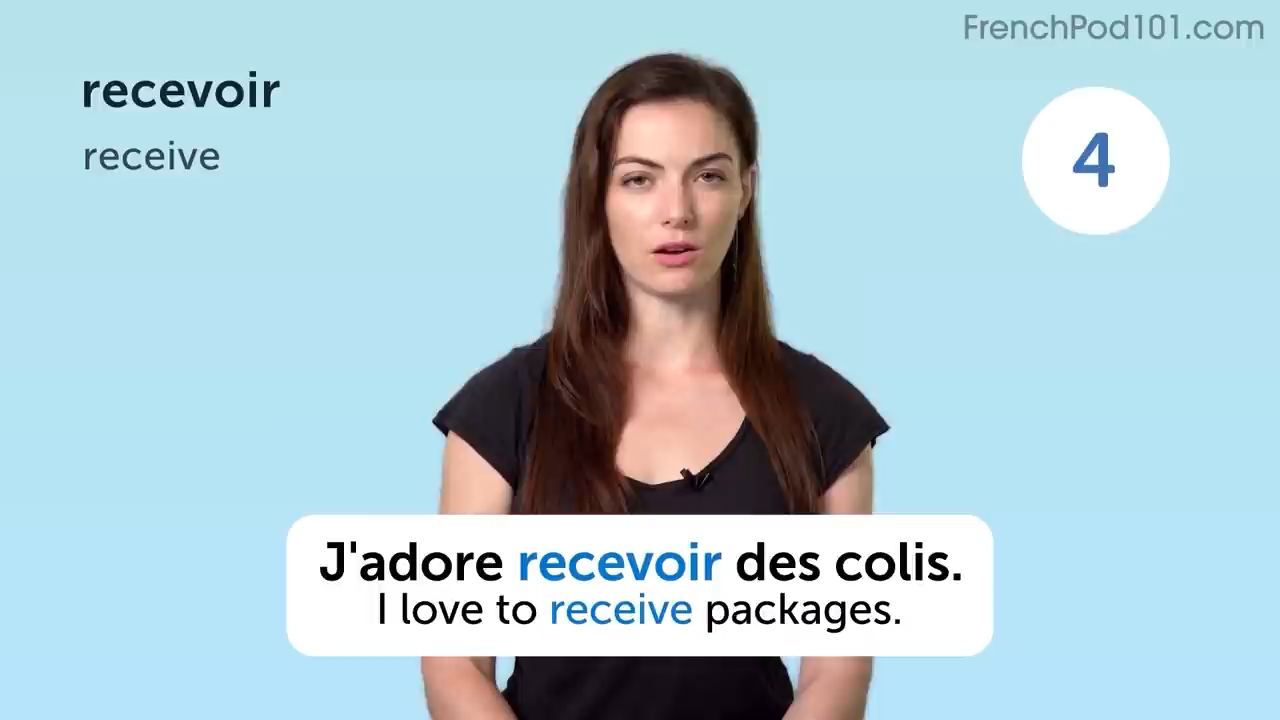 FrenchPod101.com
recevoir
receive
4
J'adore recevoir des colis.
I love to receive packages.